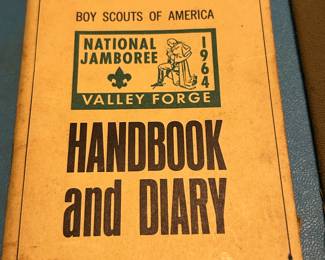 BOY SCOUTS OF AMERICA
NATIONAL
JAMBOREE
1964
VALLEY FORGE
HANDBOOK
and DIARY